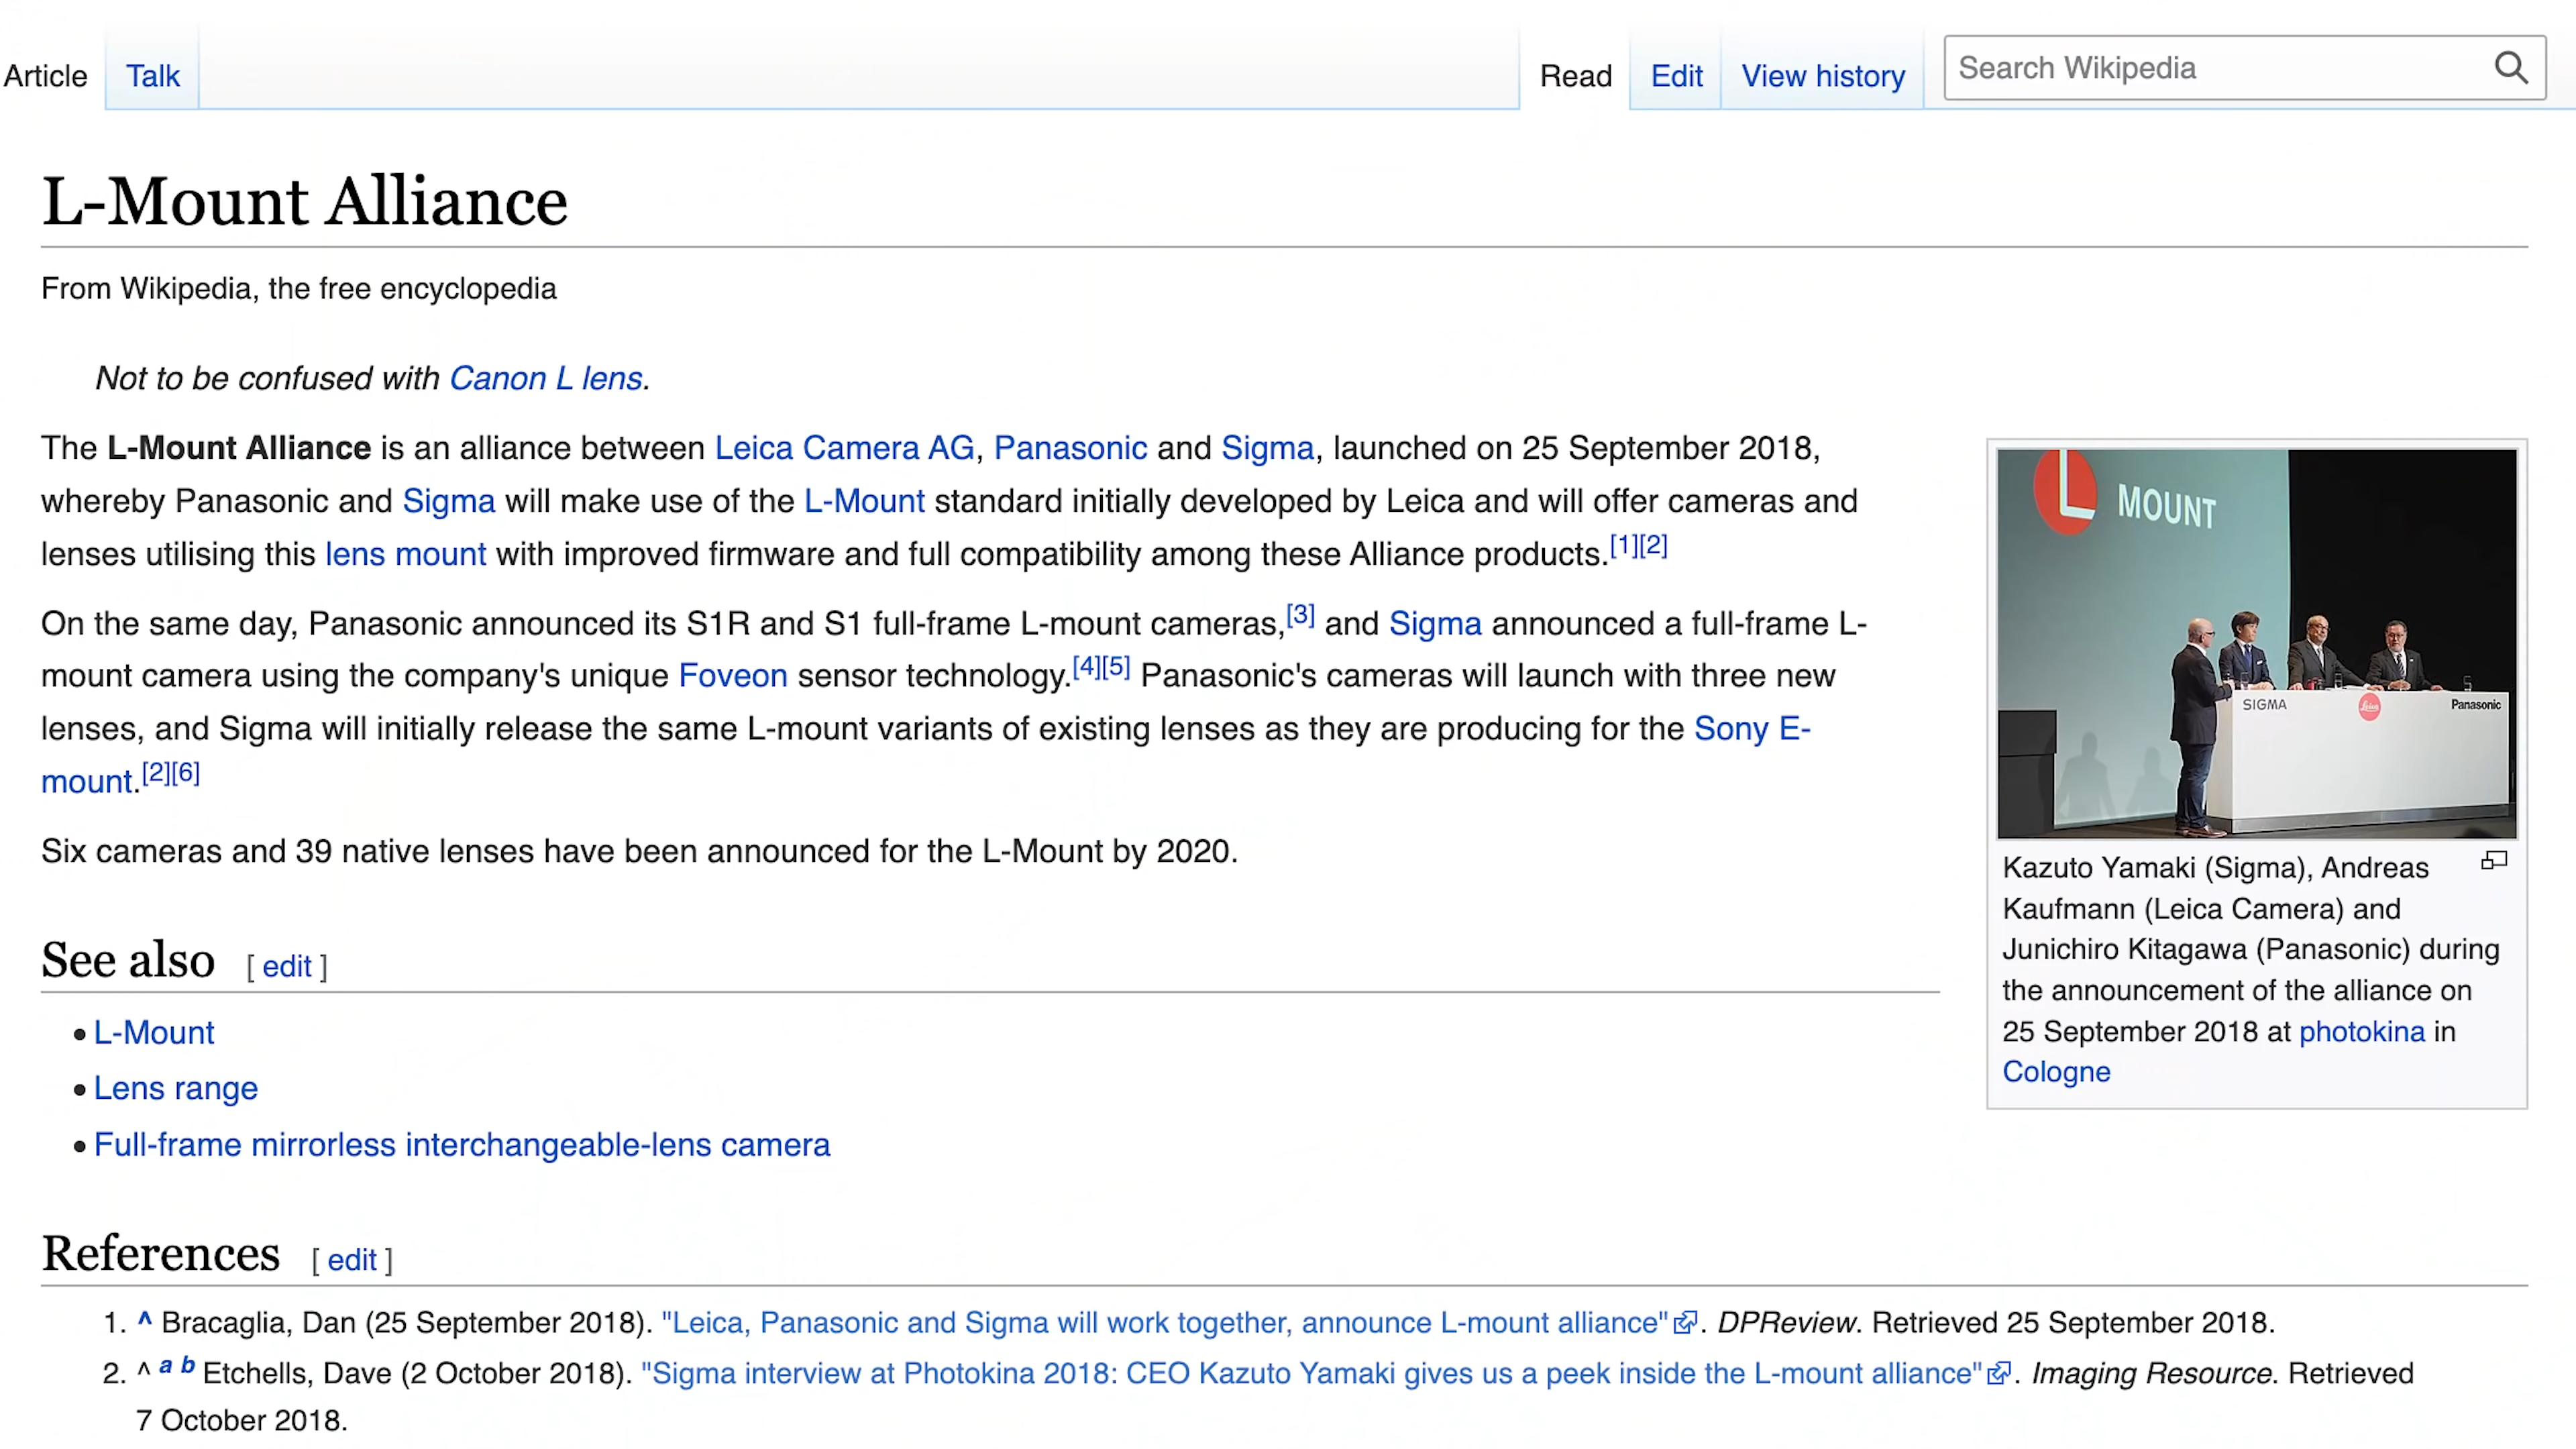 Article
Talk
Read
Edit
View history
Search Wikipedia
L-Mount Alliance
From Wikipedia, the free encyclopedia
Not to be confused with Canon L lens.
The L-Mount Alliance is an alliance between Leica Camera AG, Panasonic and Sigma, launched on 25 September 2018,
whereby Panasonic and Sigma will make use of the L-Mount standard initially developed by Leica and will offer cameras and
lenses utilising this lens mount with improved firmware and full compatibility among these Alliance products.[1][2]
On the same day, Panasonic announced its S1R and S1 full-frame L-mount cameras,[3] and Sigma announced a full-frame L-
mount camera using the company's unique Foveon sensor technology.[4][5] Panasonic's cameras will launch with three new
lenses, and Sigma will initially release the same L-mount variants of existing lenses as they are producing for the Sony E-
mount.[2][6]
Six cameras and 39 native lenses have been announced for the L-Mount by 2020.
L MOUNT
SIGMA
Leica
Panasonic
Kazuto Yamaki (Sigma), Andreas
Kaufmann (Leica Camera) and
Junichiro Kitagawa (Panasonic) during
the announcement of the alliance on
25 September 2018 at photokina in
Cologne
See also [ edit ]
• L-Mount
• Lens range
• Full-frame mirrorless interchangeable-lens camera
References [ edit ]
1. ^ Bracaglia, Dan (25 September 2018). "Leica, Panasonic and Sigma will work together, announce L-mount alliance". DPReview. Retrieved 25 September 2018.
2. ^ a b Etchells, Dave (2 October 2018). "Sigma interview at Photokina 2018: CEO Kazuto Yamaki gives us a peek inside the L-mount alliance". Imaging Resource. Retrieved
7 October 2018.